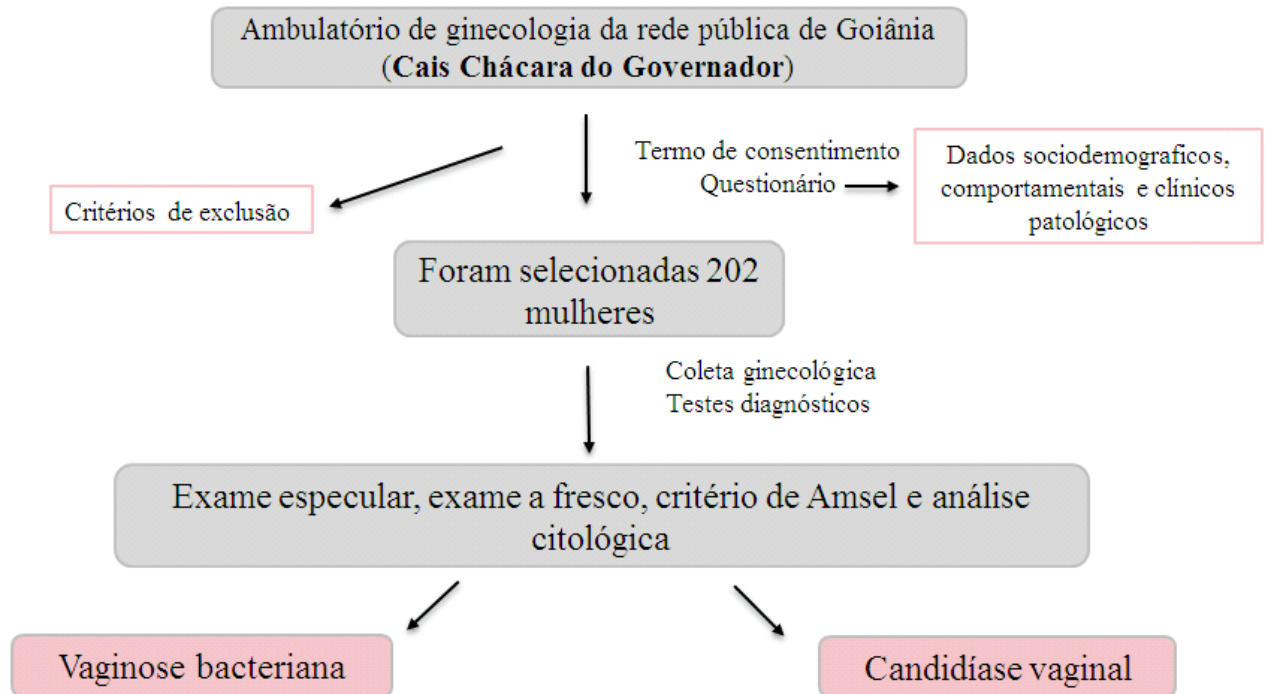 Ambulatório de ginecologia da rede pública de Goiânia
(Cais Chácara do Governador)
Termo de consentimento
Questionário
Dados sociodemograficos,
comportamentais e clínicos
patológicos
Critérios de exclusão
Foram selecionadas 202
mulheres
Coleta ginecológica
Testes diagnósticos
Exame especular, exame a fresco, critério de Amsel e análise
citológica
Vaginose bacteriana
Candidíase vaginal